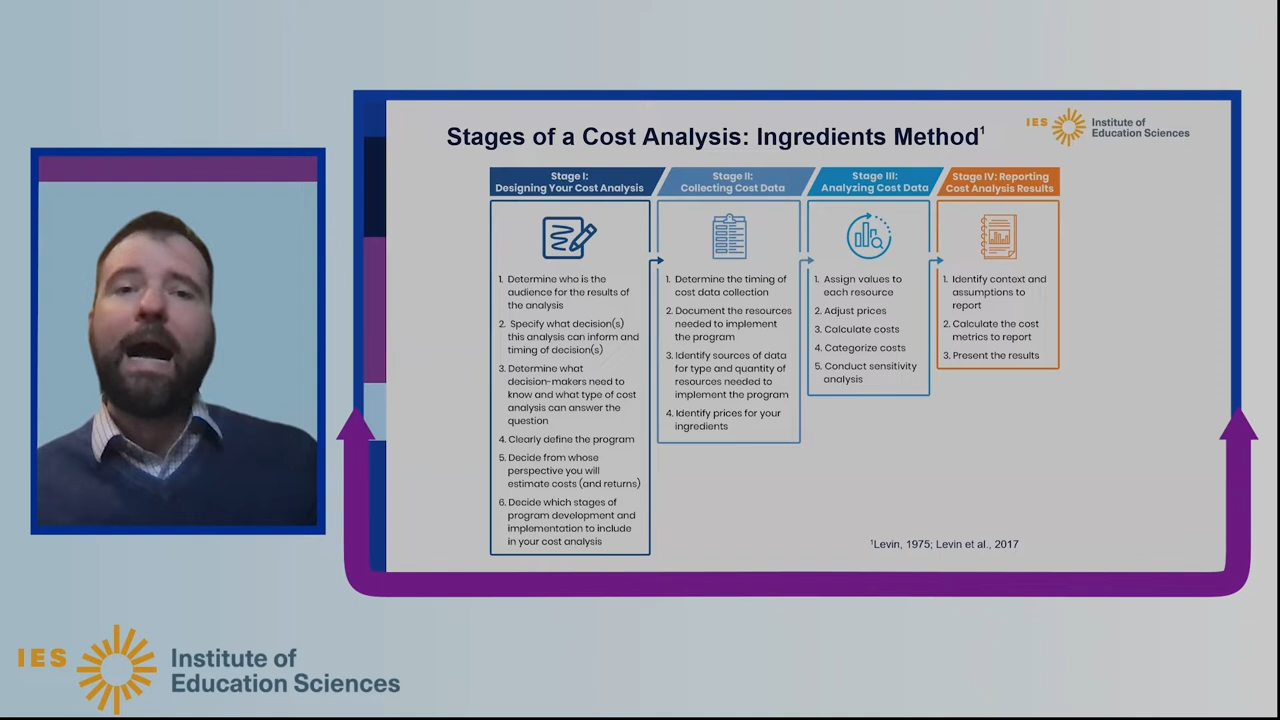 Stages of a Cost Analysis: Ingredients Method1
IES Institute of
Education Sciences
Stage I:
Designing Your Cost Analysis
1. Determine who is the
audience for the results of
the analysis
2. Specify what decision(s)
this analysis can inform and
timing of decision(s)
3. Determine what
decision-makers need to
know and what type of cost
analysis can answer the
question
4. Clearly define the program
5. Decide from whose
perspective you will
estimate costs (and returns)
6. Decide which stages of
program development and
implementation to include
in your cost analysis
Stage II:
Collecting Cost Data
1. Determine the timing of
cost data collection
2. Document the resources
needed to implement
the program
3. Identify sources of data
for type and quantity of
resources needed to
implement the program
4. Identify prices for your
ingredients
Stage III:
Analyzing Cost Data
1. Assign values to
each resource
2. Adjust prices
3. Calculate costs
4. Categorize costs
5. Conduct sensitivity
analysis
Stage IV: Reporting
Cost Analysis Results
1. Identify context and
assumptions to
report
2. Calculate the cost
metrics to report
3. Present the results
1Levin, 1975; Levin et al., 2017
IES Institute of
Education Sciences